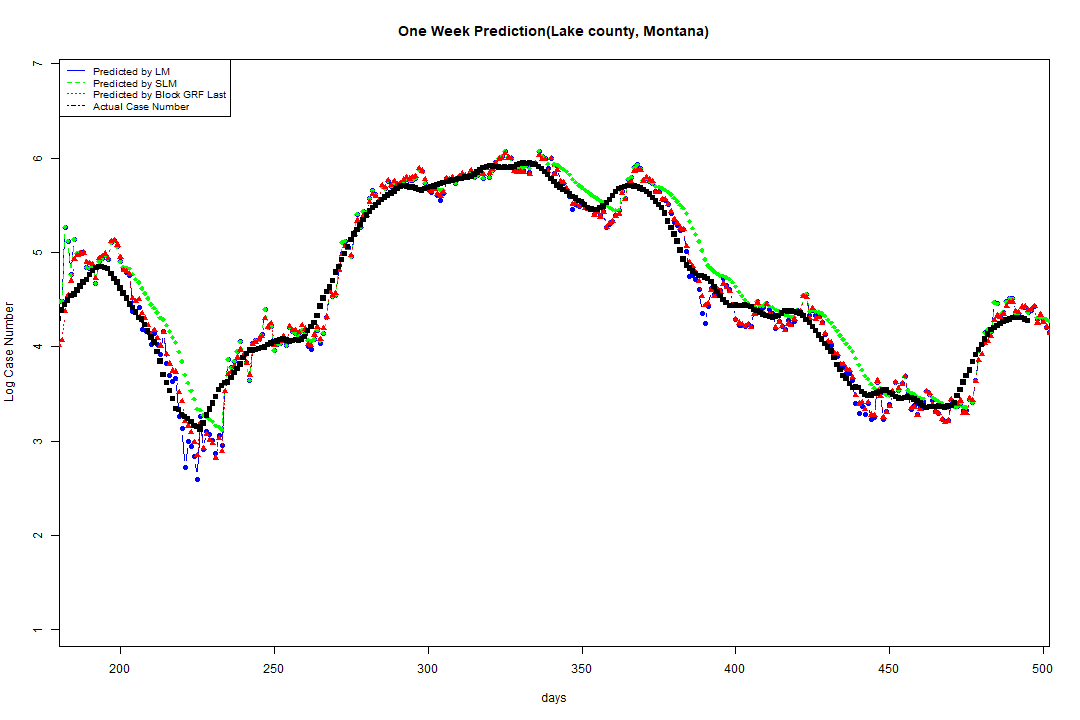 One Week Prediction(Lake county, Montana)
Predicted by LM
Predicted by SLM
Predicted by Block GRF Last
Actual Case Number
Log Case Number
7
6
5
4
3
2
1
200 250 300 350 400 450 500
days